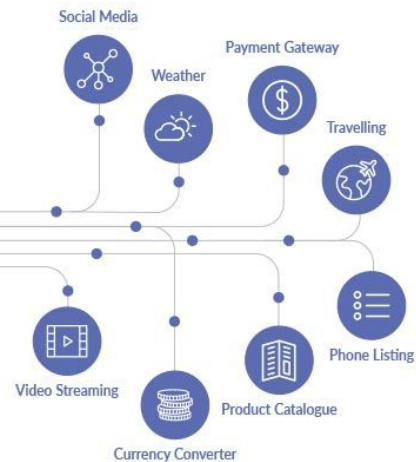 Social Media
Payment Gateway
Weather
Travelling
Phone Listing
Video Streaming
Product Catalogue
Currency Converter